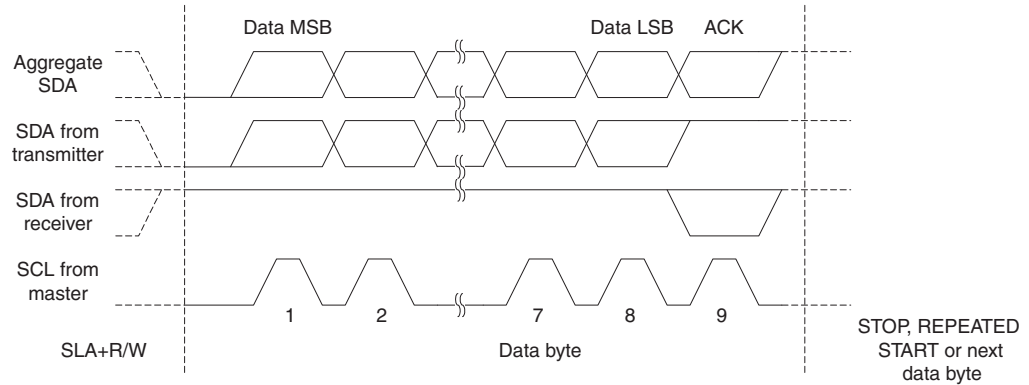 Data MSB
Data LSB
ACK
Aggregate
SDA
SDA from
transmitter
SDA from
receiver
SCL from
master
1
2
7
8
9
SLA+R/W
Data byte
STOP, REPEATED
START or next
data byte